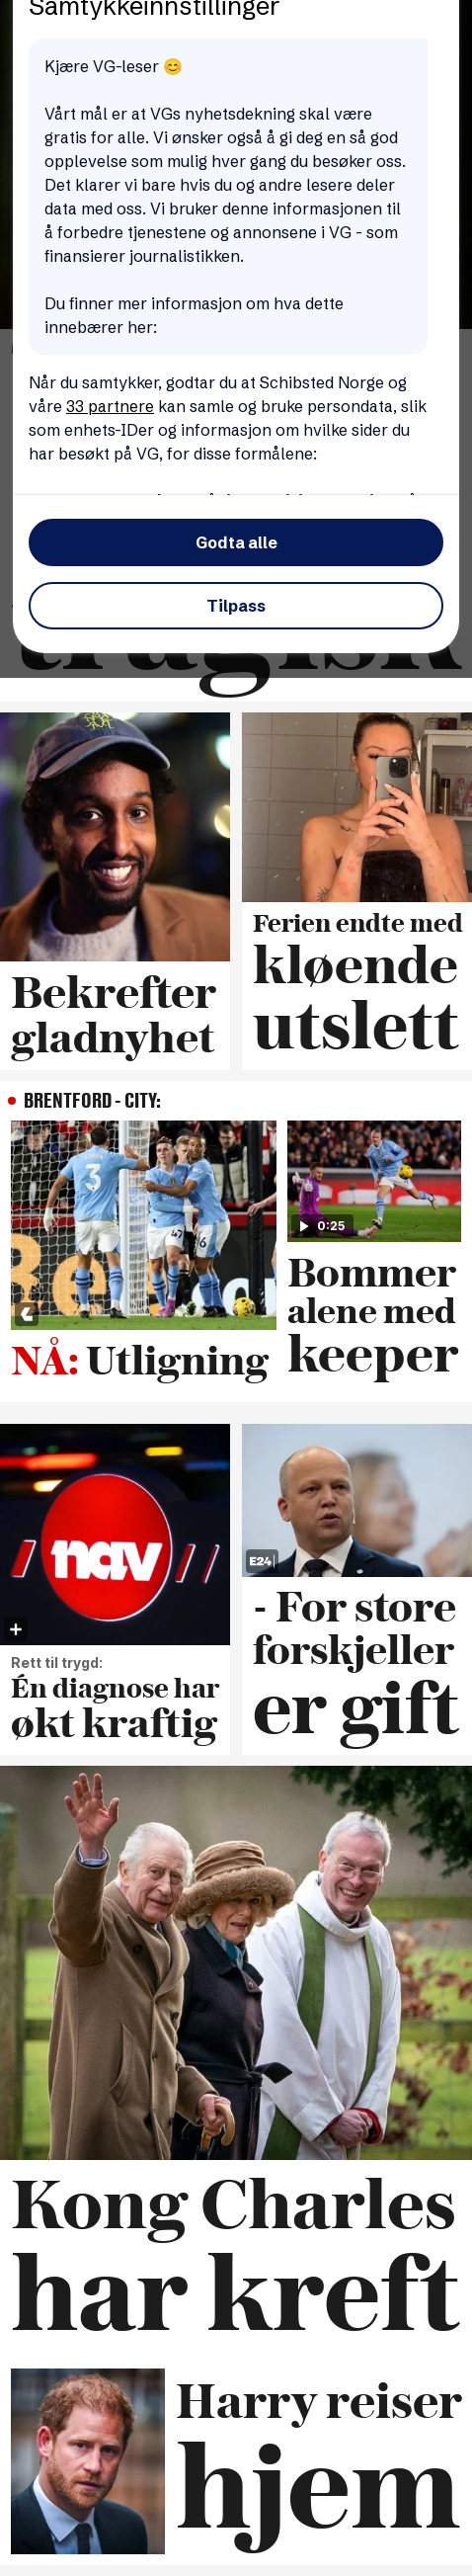 Samtykkeinnstillinger
Kjære VG-leser 😊
Vårt mål er at VGs nyhetsdekning skal være
gratis for alle. Vi ønsker også å gi deg en så god
opplevelse som mulig hver gang du besøker oss.
Det klarer vi bare hvis du og andre lesere deler
data med oss. Vi bruker denne informasjonen til
å forbedre tjenestene og annonsene i VG - som
finansierer journalistikken.
Du finner mer informasjon om hva dette
innebærer her:
Når du samtykker, godtar du at Schibsted Norge og
våre 33 partnere kan samle og bruke persondata, slik
som enhets-IDer og informasjon om hvilke sider du
har besøkt på VG, for disse formålene:
Godta alle
Tilpass
tragisk
Bekrefter
gladnyhet
Ferien endte med
kløende
utslett
BRENTFORD - CITY:
3
47
6
0:25
NÅ: Utligning
Bommer
alene med
keeper
nav
Rett til trygd:
Én diagnose har
økt kraftig
E24
- For store
forskjeller
er gift
Kong Charles
har kreft
Harry reiser
hjem